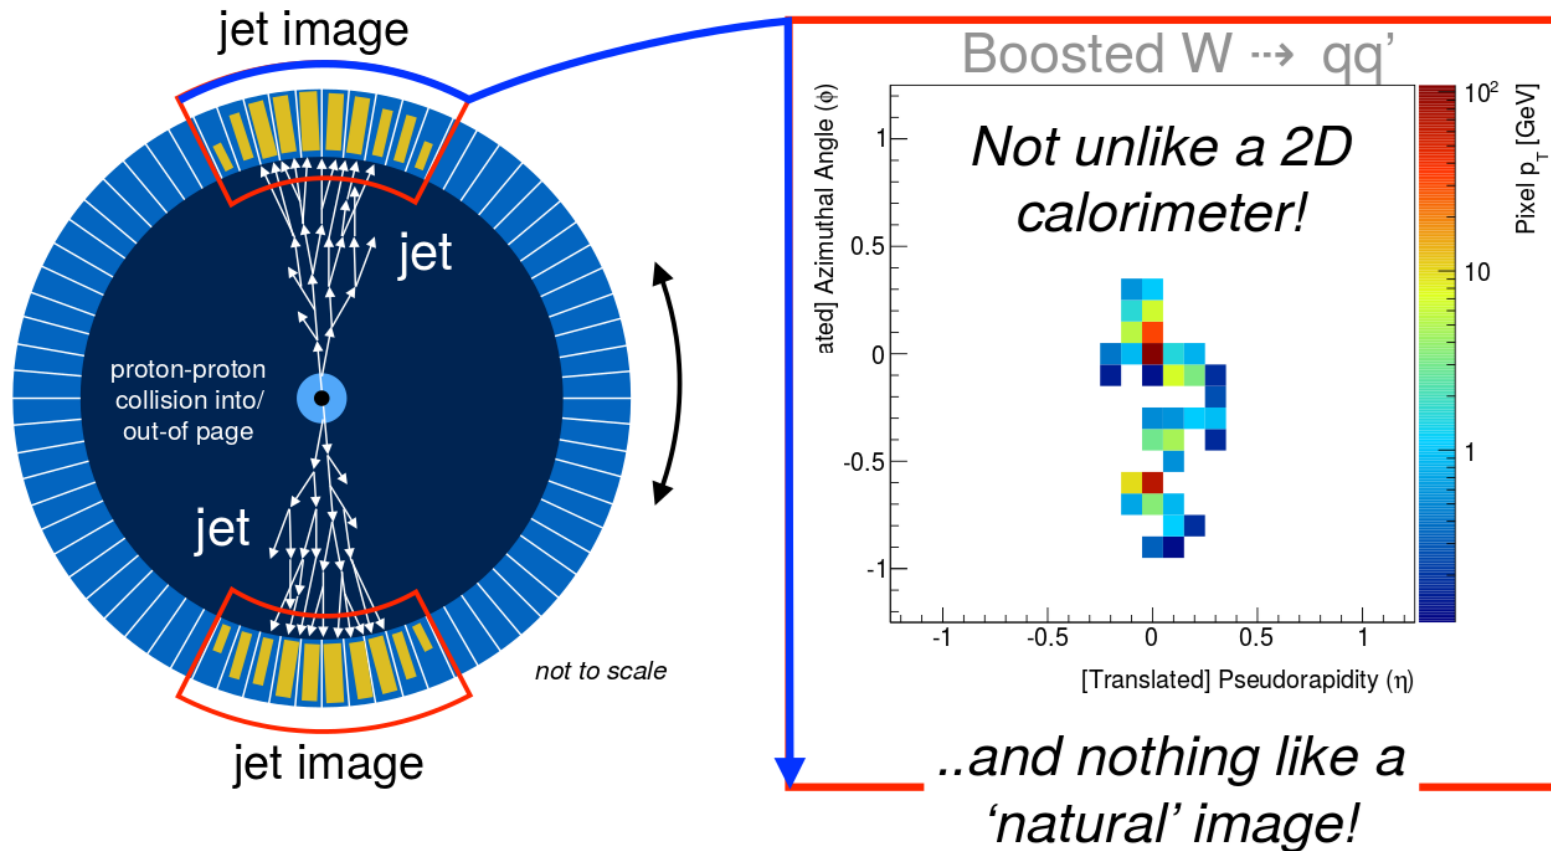 jet image
jet
proton-proton
collision into/
out-of page
jet
not to scale
jet image
Boosted W ⇢ qq’
Not unlike a 2D
calorimeter!
ated] Azimuthal Angle (ϕ)
1
0.5
0
-0.5
-1
-1
-0.5
0
0.5
1
[Translated] Pseudorapidity (η)
10²
10
1
Pixel p_T [GeV]
..and nothing like a
‘natural’ image!